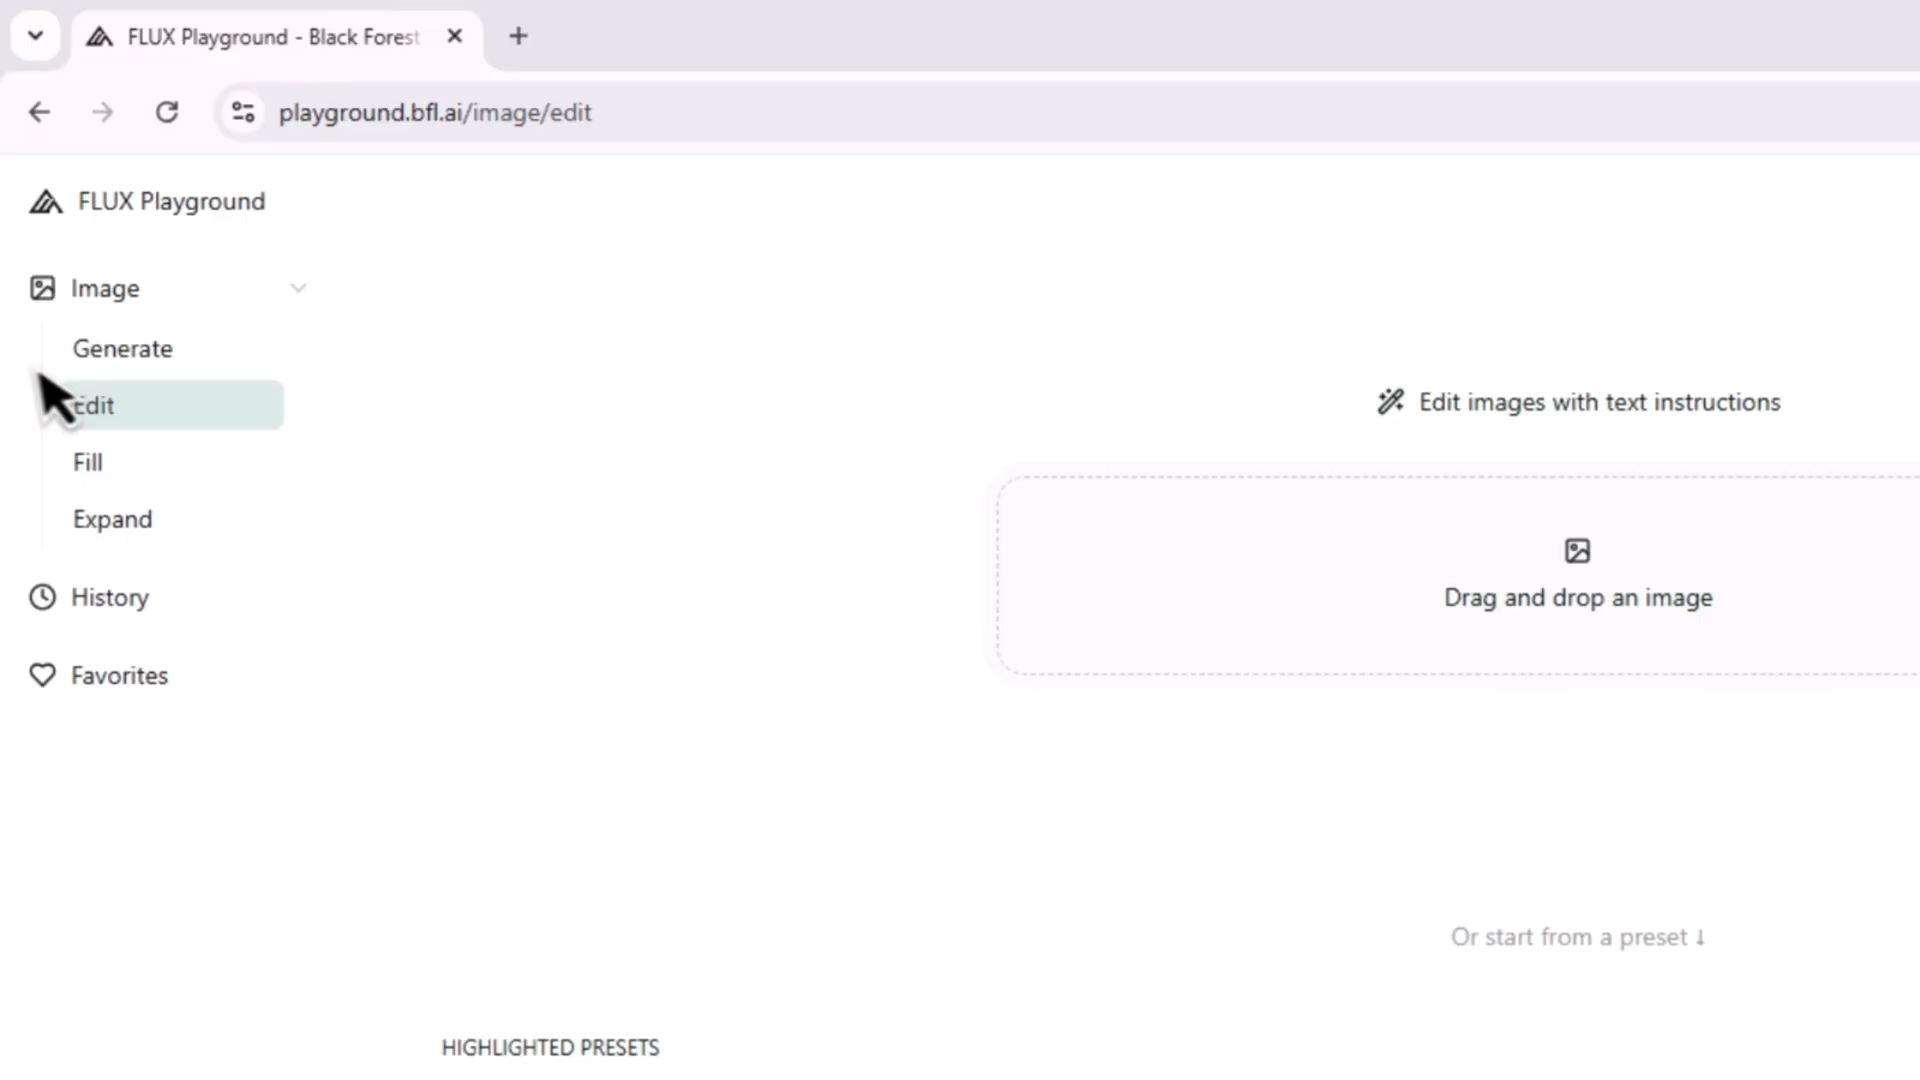 FLUX Playground - Black Forest
playground.bfl.ai/image/edit
FLUX Playground
Image
Generate
Edit
Fill
Expand
History
Favorites
Edit images with text instructions
Drag and drop an image
Or start from a preset ↓
HIGHLIGHTED PRESETS